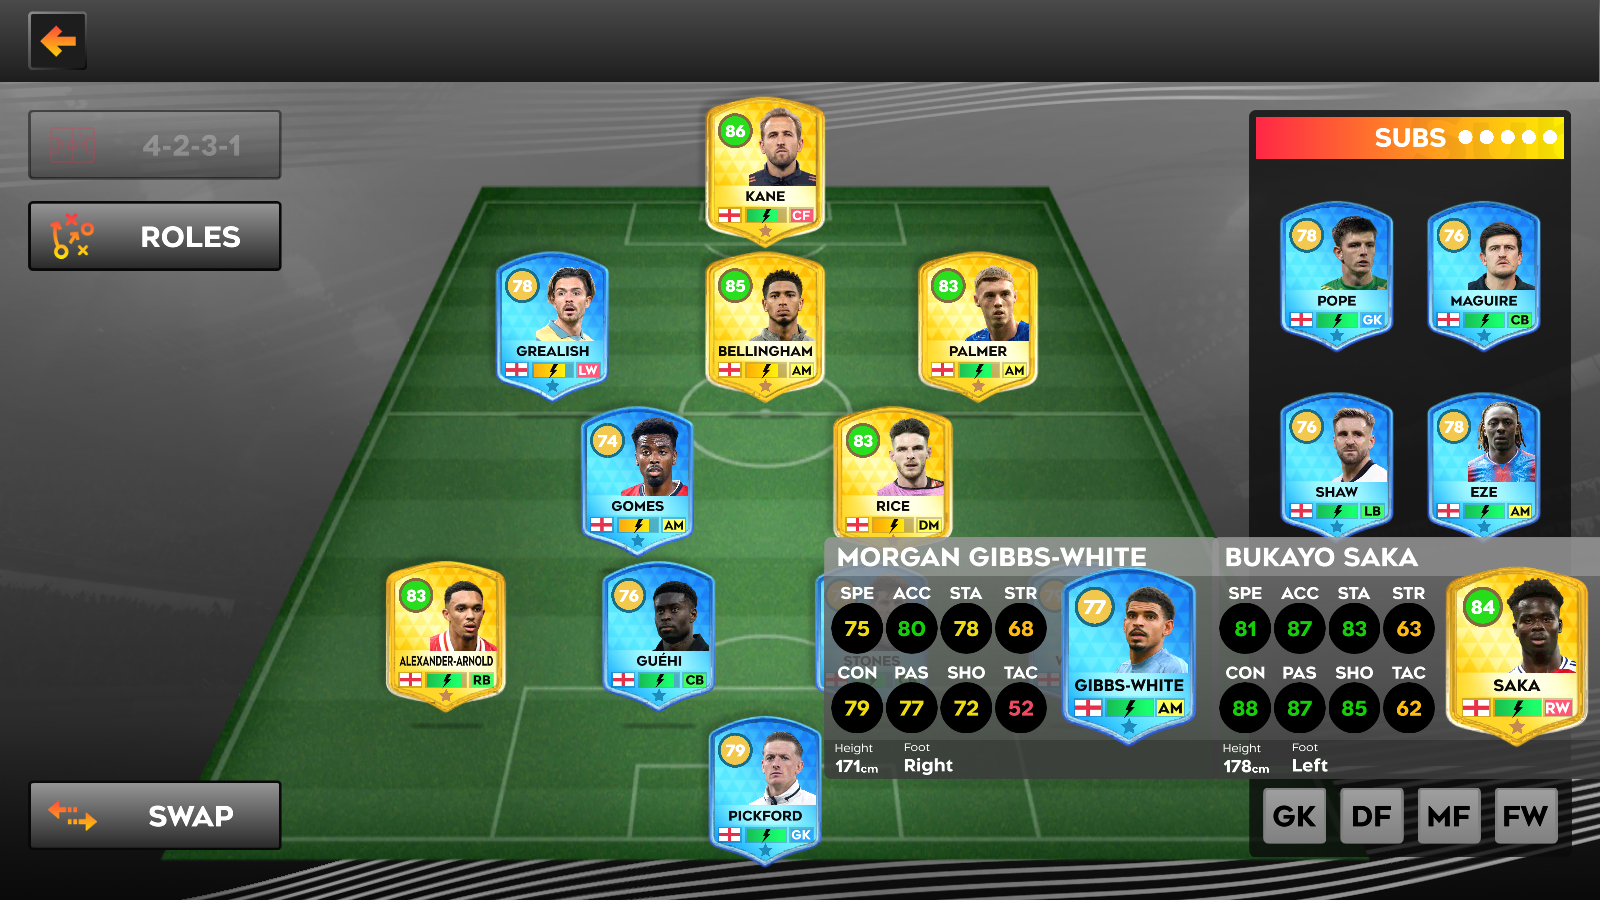 4-2-3-1
ROLES
86
KANE
CF
78
GREALISH
LW
85
BELLINGHAM
AM
83
PALMER
AM
74
GOMES
AM
83
RICE
DM
83
ALEXANDER-ARNOLD
RB
76
GUÉHI
CB
STONES
79
PICKFORD
GK
SUBS
78
POPE
GK
76
MAGUIRE
CB
76
SHAW
LB
78
EZE
AM
MORGAN GIBBS-WHITE
SPE ACC STA STR
75 80 78 68
CON PAS SHO TAC
79 77 72 52
Height Foot
171cm Right
77
GIBBS-WHITE
AM
BUKAYO SAKA
SPE ACC STA STR
81 87 83 63
CON PAS SHO TAC
88 87 85 62
Height Foot
178cm Left
84
SAKA
RW
SWAP
GK DF MF FW